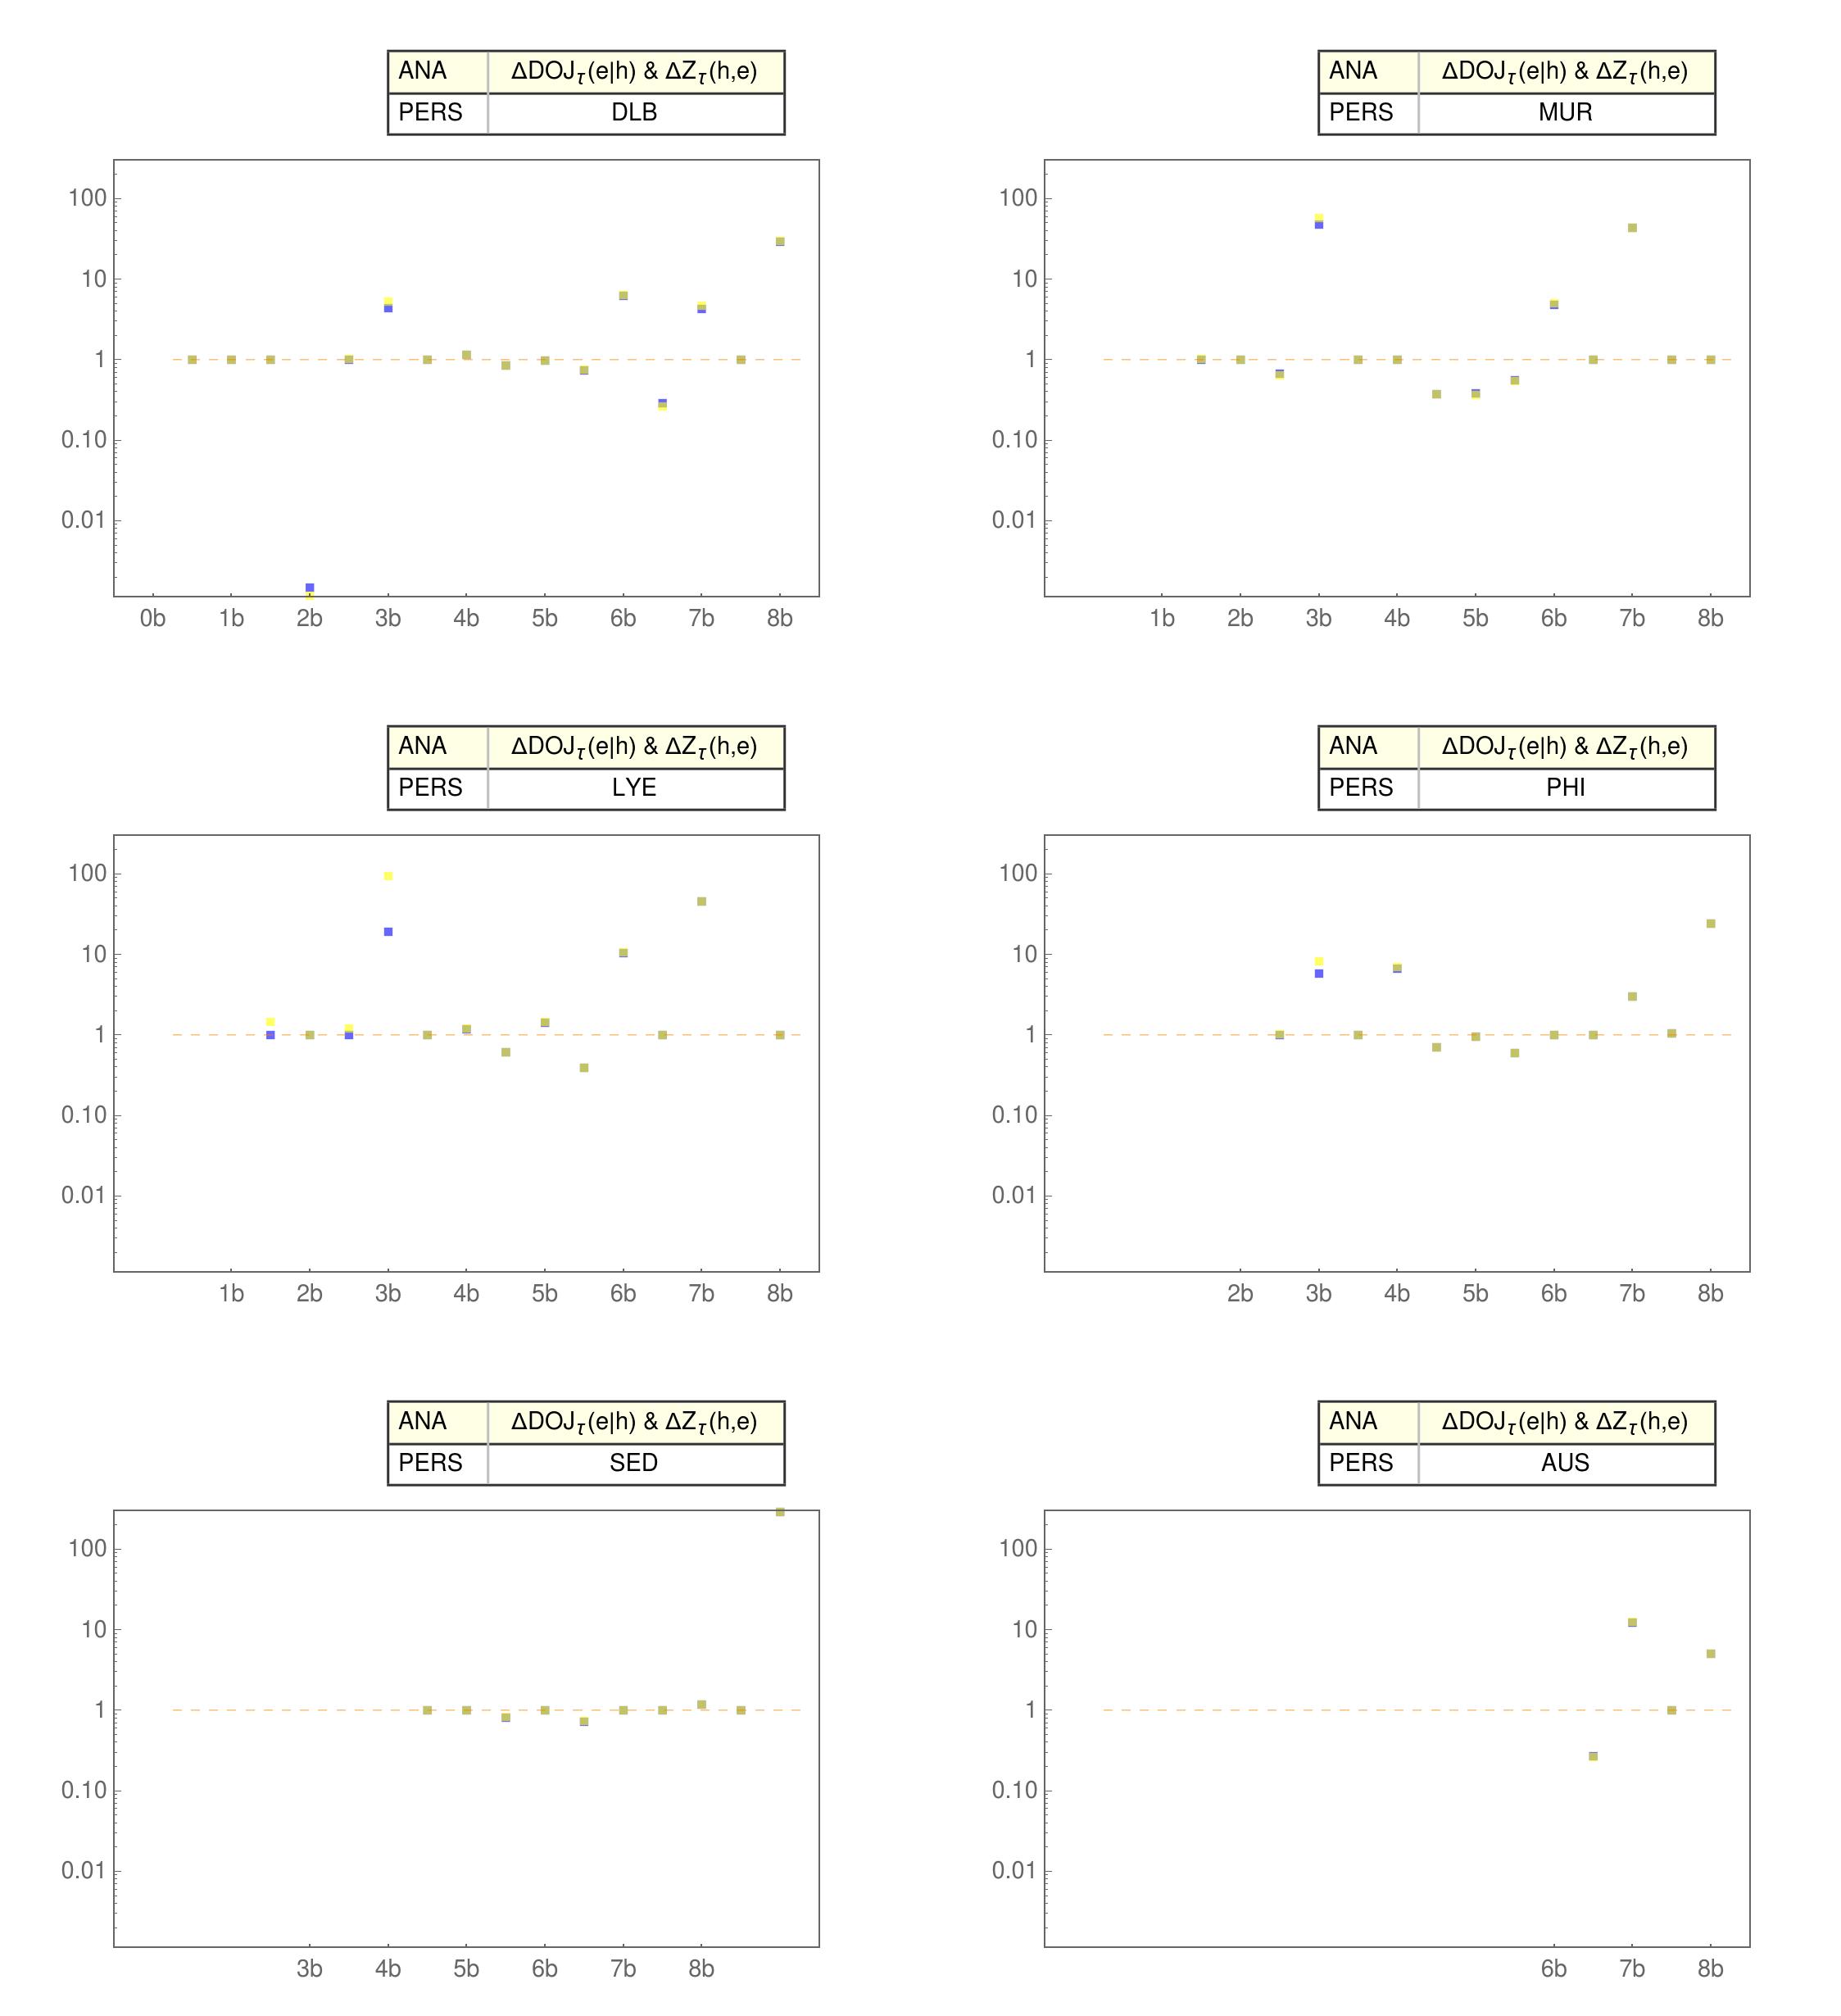 ANA ΔDOJτ(e|h) & ΔZτ(h,e)
PERS DLB
100
10
1
0.10
0.01
0b 1b 2b 3b 4b 5b 6b 7b 8b
ANA ΔDOJτ(e|h) & ΔZτ(h,e)
PERS MUR
100
10
1
0.10
0.01
1b 2b 3b 4b 5b 6b 7b 8b
ANA ΔDOJτ(e|h) & ΔZτ(h,e)
PERS LYE
100
10
1
0.10
0.01
1b 2b 3b 4b 5b 6b 7b 8b
ANA ΔDOJτ(e|h) & ΔZτ(h,e)
PERS PHI
100
10
1
0.10
0.01
2b 3b 4b 5b 6b 7b 8b
ANA ΔDOJτ(e|h) & ΔZτ(h,e)
PERS SED
100
10
1
0.10
0.01
3b 4b 5b 6b 7b 8b
ANA ΔDOJτ(e|h) & ΔZτ(h,e)
PERS AUS
100
10
1
0.10
0.01
6b 7b 8b